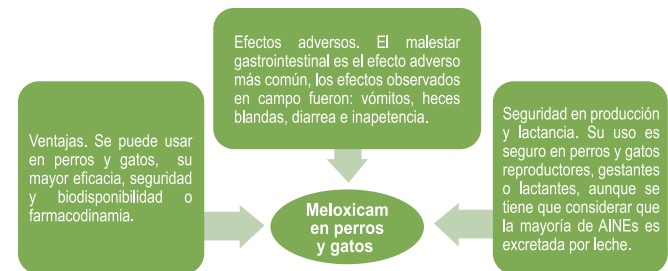 Efectos adversos. El malestar
gastrointestinal es el efecto adverso
más común, los efectos observados
en campo fueron: vómitos, heces
blandas, diarrea e inapetencia.
Ventajas. Se puede usar
en perros y gatos, su
mayor eficacia, seguridad
y biodisponibilidad o
farmacodinamia.
Meloxicam
en perros
y gatos
Seguridad en producción
y lactancia. Su uso es
seguro en perros y gatos
reproductores, gestantes
o lactantes, aunque se
tiene que considerar que
la mayoría de AINEs es
excretada por leche.